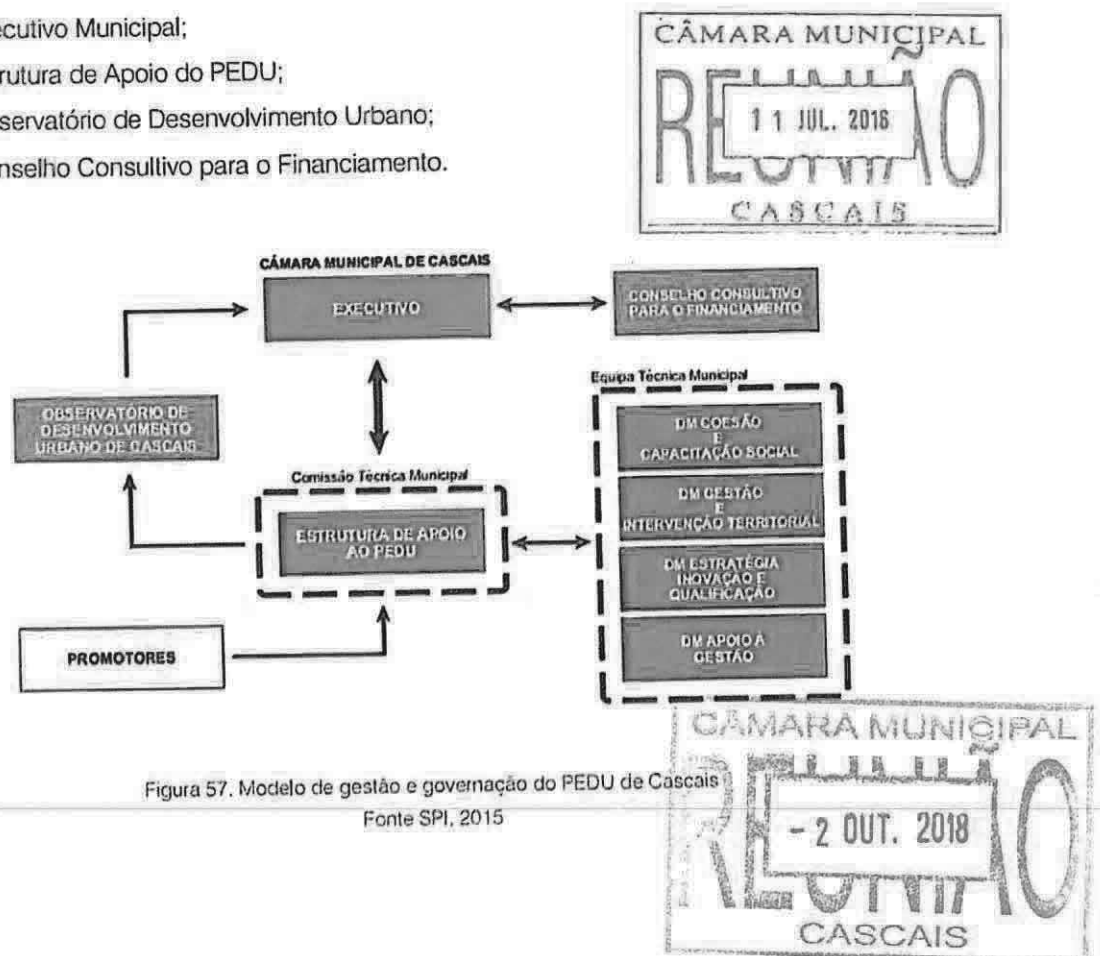 ecutivo Municipal;
rutura de Apoio do PEDU;
servatório de Desenvolvimento Urbano;
nselho Consultivo para o Financiamento.
CÂMARA MUNICIPAL
REUNIÃO
11 JUL. 2016
CASCAIS
CÂMARA MUNICIPAL DE CASCAIS
EXECUTIVO
CONSELHO CONSULTIVO
PARA O FINANCIAMENTO
OBSERVATÓRIO DE
DESENVOLVIMENTO
URBANO DE CASCAIS
Equipa Técnica Municipal
DM COESÃO
E
CAPACITAÇÃO SOCIAL
DM GESTÃO
E
INTERVENÇÃO TERRITORIAL
DM ESTRATÉGIA
INOVAÇÃO E
QUALIFICAÇÃO
DM APOIO À
GESTÃO
Comissão Técnica Municipal
ESTRUTURA DE APOIO
AO PEDU
PROMOTORES
Figura 57. Modelo de gestão e governação do PEDU de Cascais
Fonte SPI, 2015
CÂMARA MUNICIPAL
REUNIÃO
- 2 OUT. 2018
CASCAIS